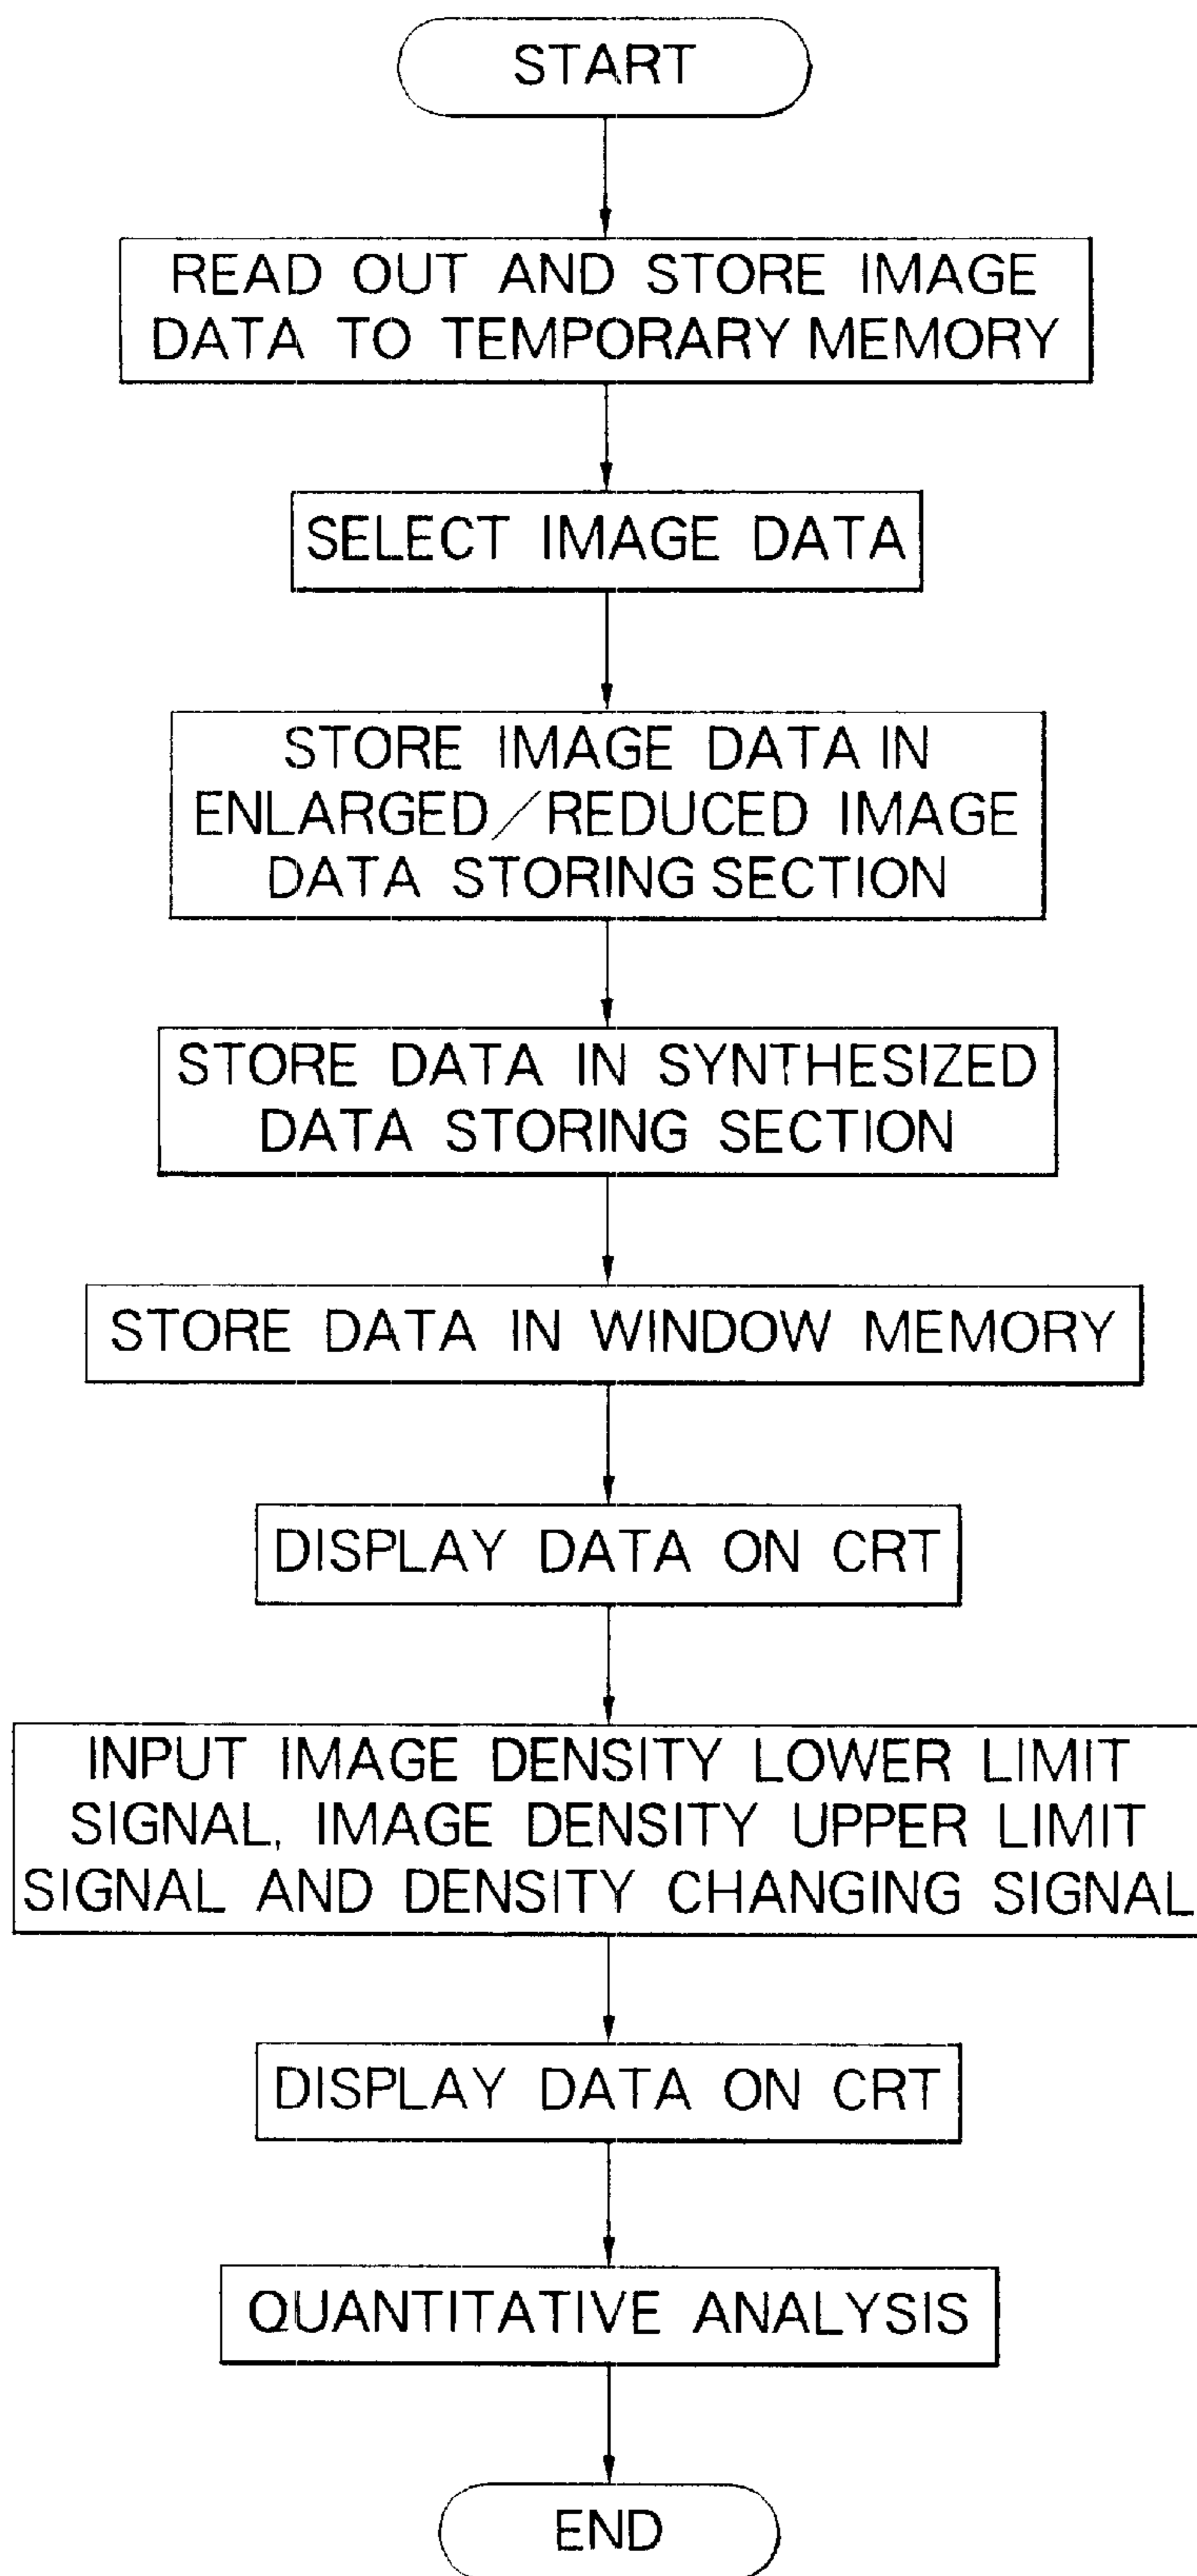 START
READ OUT AND STORE IMAGE
DATA TO TEMPORARY MEMORY
SELECT IMAGE DATA
STORE IMAGE DATA IN
ENLARGED/REDUCED IMAGE
DATA STORING SECTION
STORE DATA IN SYNTHESIZED
DATA STORING SECTION
STORE DATA IN WINDOW MEMORY
DISPLAY DATA ON CRT
INPUT IMAGE DENSITY LOWER LIMIT
SIGNAL, IMAGE DENSITY UPPER LIMIT
SIGNAL AND DENSITY CHANGING SIGNAL
DISPLAY DATA ON CRT
QUANTITATIVE ANALYSIS
END